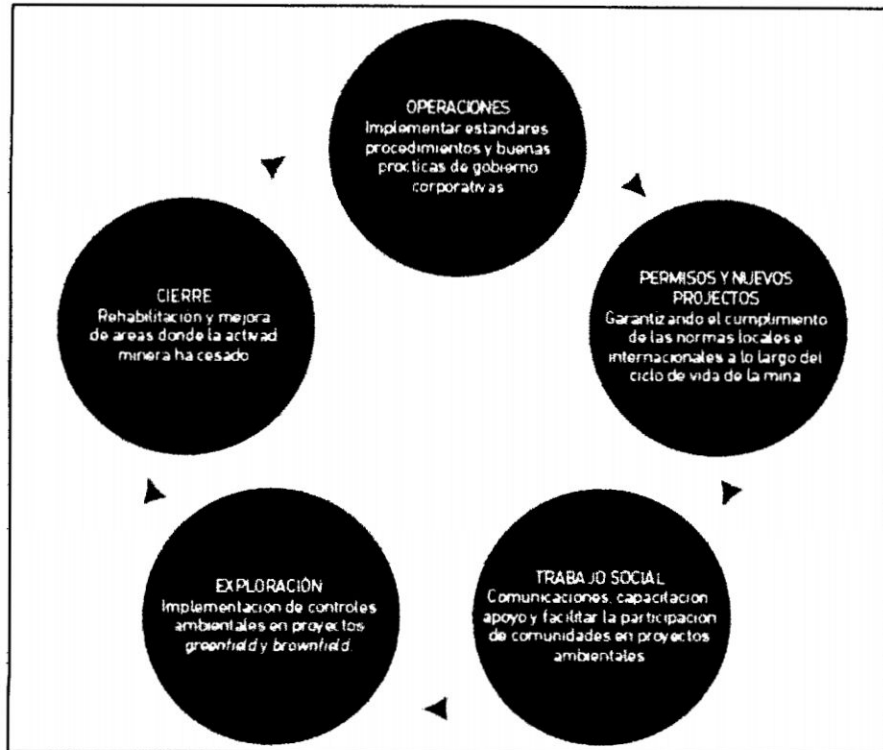 OPERACIONES
Implementar estandares
procedimientos y buenas
prácticas de gobierno
corporativas
PERMISOS Y NUEVOS
PROJECTOS
Garantizando el cumplimiento
de las normas locales e
internacionales a lo largo del
ciclo de vida de la mina
TRABAJO SOCIAL
Comunicaciones, capacitacion
apoyo y facilitar la participacion
de comunidades en proyectos
ambientales
EXPLORACIÓN
Implementacion de controles
ambientales en proyectos
greenfield y brownfield.
CIERRE
Rehabilitación y mejora
de areas donde la activad
minera ha cesado